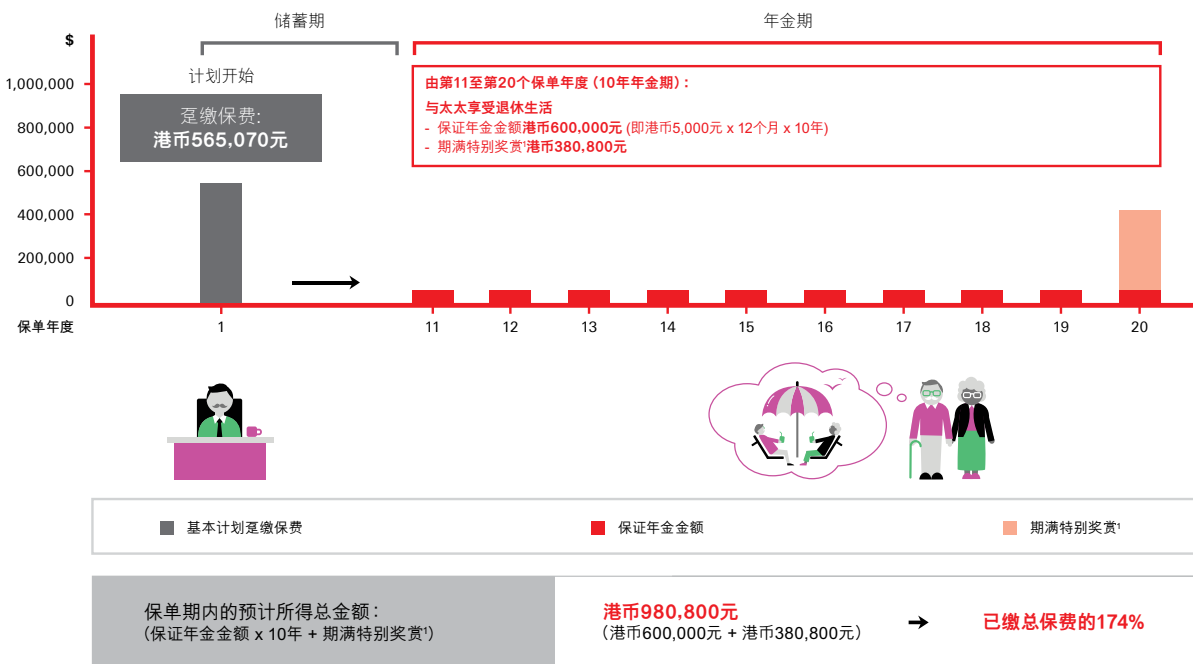 储蓄期
年金期
$
1,000,000
800,000
600,000
400,000
200,000
0
计划开始
趸缴保费:
港币565,070元
由第11至第20个保单年度 (10年年金期)：
与太太享受退休生活
- 保证年金金额港币600,000元 (即港币5,000元 x 12个月 x 10年)
- 期满特别奖赏¹港币380,800元
保单年度 1 11 12 13 14 15 16 17 18 19 20
基本计划趸缴保费
保证年金金额
期满特别奖赏¹
保单期内的预计所得总金额：
(保证年金金额 x 10年 + 期满特别奖赏¹)
港币980,800元
(港币600,000元 + 港币380,800元)
已缴总保费的174%